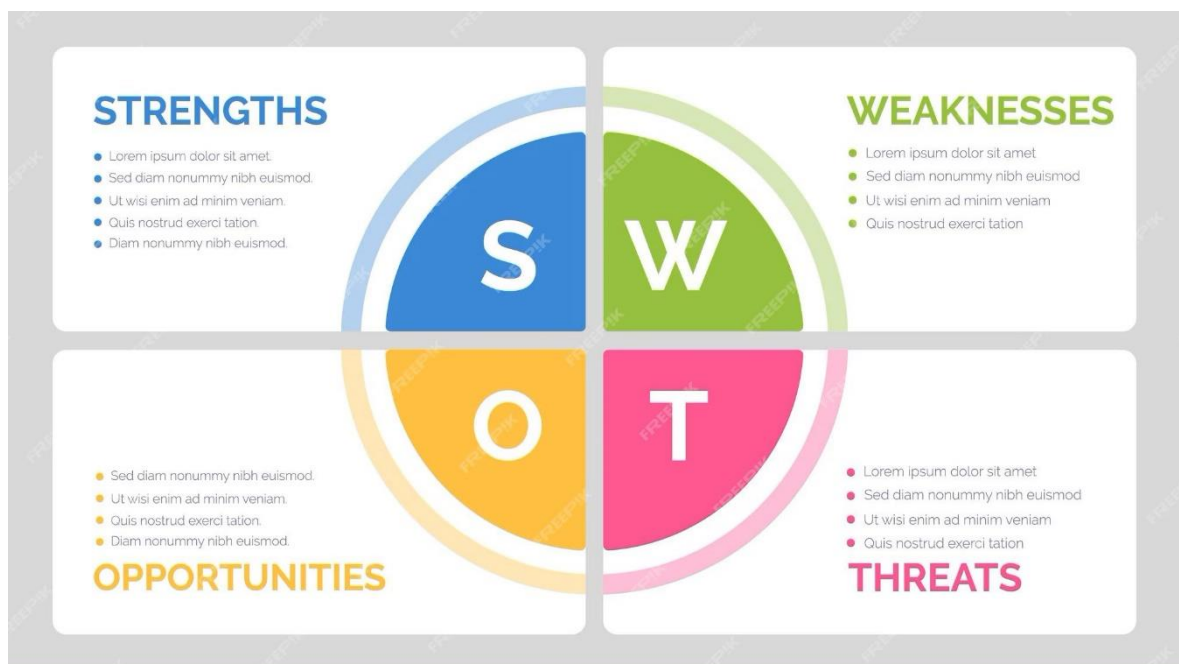 STRENGTHS
Lorem ipsum dolor sit amet.
Sed diam nonummy nibh euismod.
Ut wisi enim ad minim veniam.
Quis nostrud exerci tation.
Diam nonummy nibh euismod.
WEAKNESSES
Lorem ipsum dolor sit amet
Sed diam nonummy nibh euismod
Ut wisi enim ad minim veniam
Quis nostrud exerci tation
S
W
O
T
Sed diam nonummy nibh euismod.
Ut wisi enim ad minim veniam.
Quis nostrud exerci tation.
Diam nonummy nibh euismod.
OPPORTUNITIES
Lorem ipsum dolor sit amet
Sed diam nonummy nibh euismod
Ut wisi enim ad minim veniam
Quis nostrud exerci tation
THREATS
FREEPIK